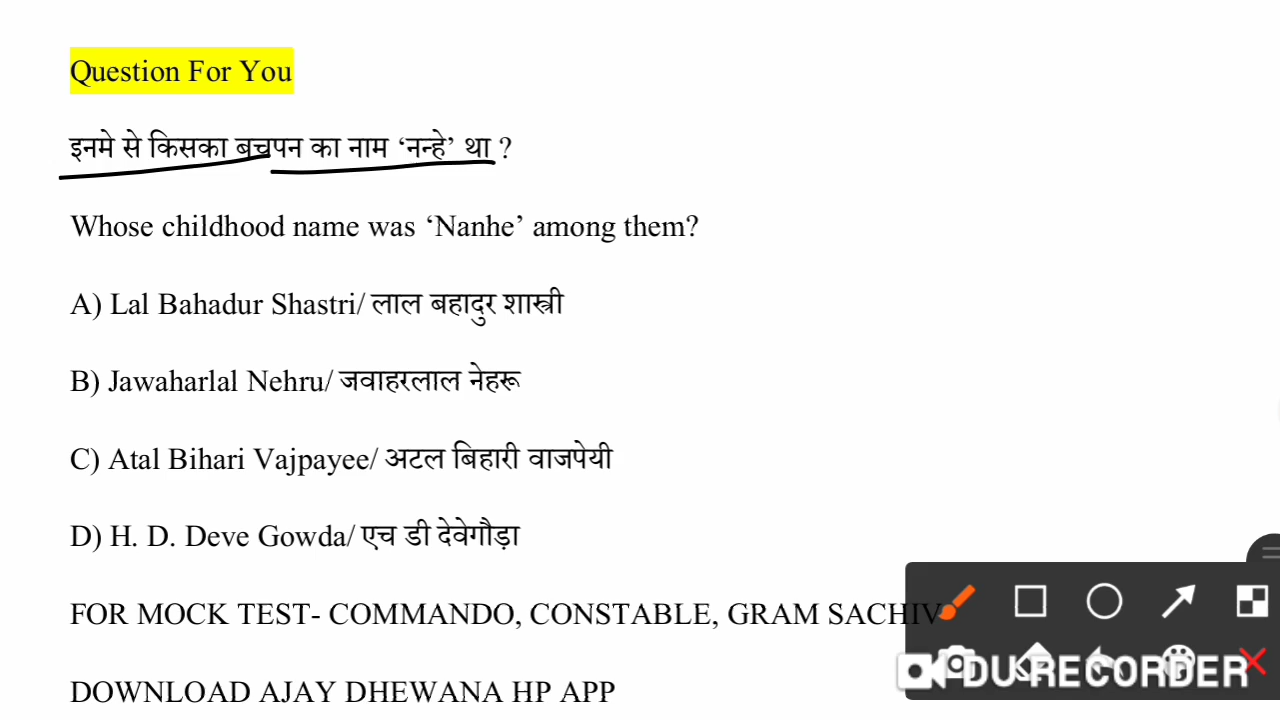 Question For You
इनमे से किसका बचपन का नाम ‘नन्हे’ था ?
Whose childhood name was ‘Nanhe’ among them?
A) Lal Bahadur Shastri/ लाल बहादुर शास्त्री
B) Jawaharlal Nehru/ जवाहरलाल नेहरू
C) Atal Bihari Vajpayee/ अटल बिहारी वाजपेयी
D) H. D. Deve Gowda/ एच डी देवेगौड़ा
FOR MOCK TEST- COMMANDO, CONSTABLE, GRAM SACHIV
DU RECORDER
DOWNLOAD AJAY DHEWANA HP APP